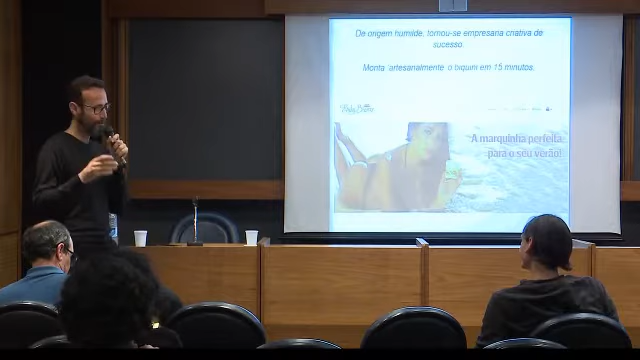 De origem humilde, tornou-se empresaria criativa de
sucesso.
Monta artesanalmente o biquini em 15 minutos.
A marquinha perfeita
para o seu verão!